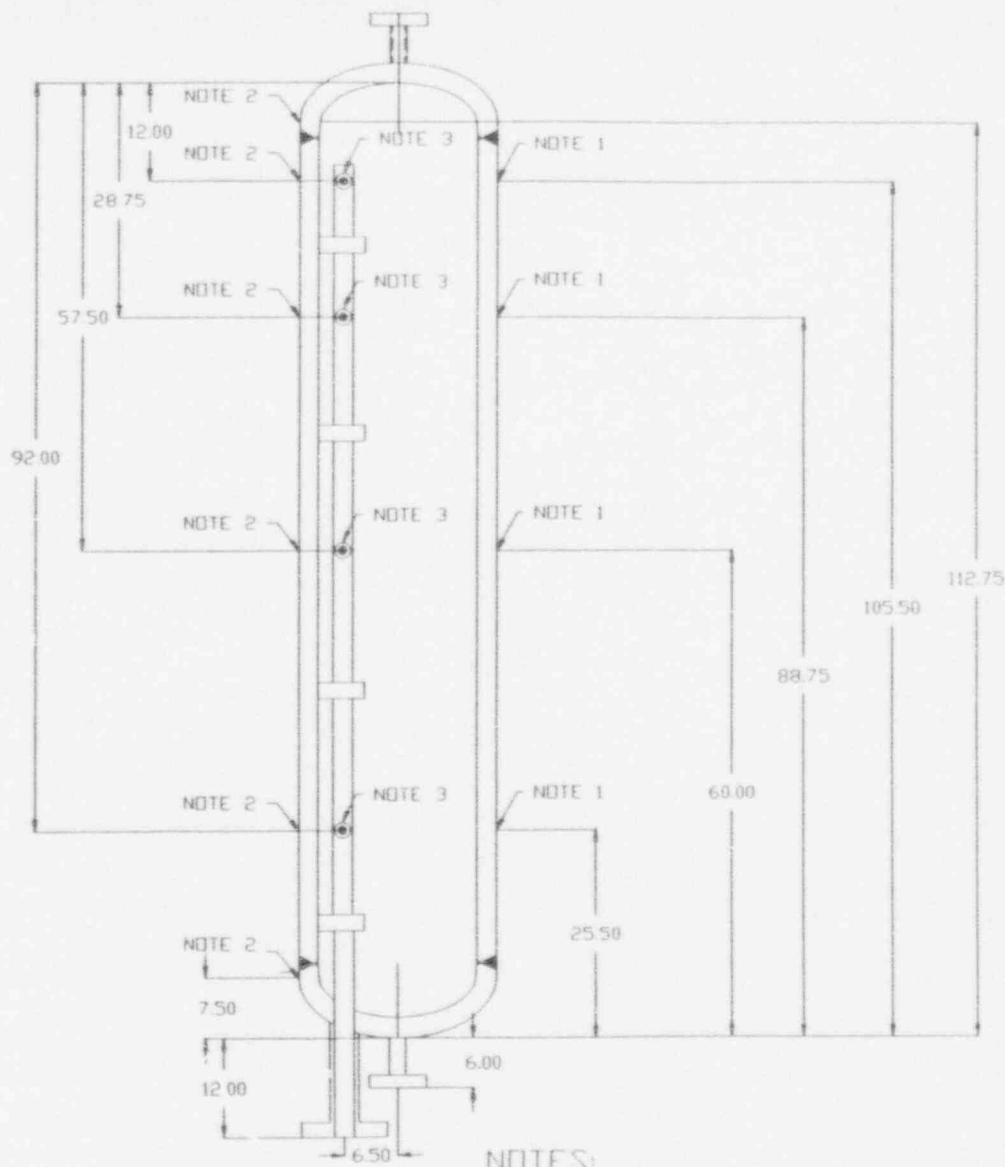 NOTE 2
12.00
NOTE 3
NOTE 1
NOTE 2
28.75
NOTE 2
NOTE 3
NOTE 1
57.50
92.00
NOTE 2
NOTE 3
NOTE 1
112.75
105.50
88.75
NOTE 2
NOTE 3
NOTE 1
60.00
25.50
NOTE 2
7.50
6.00
12.00
6.50
NOTES: